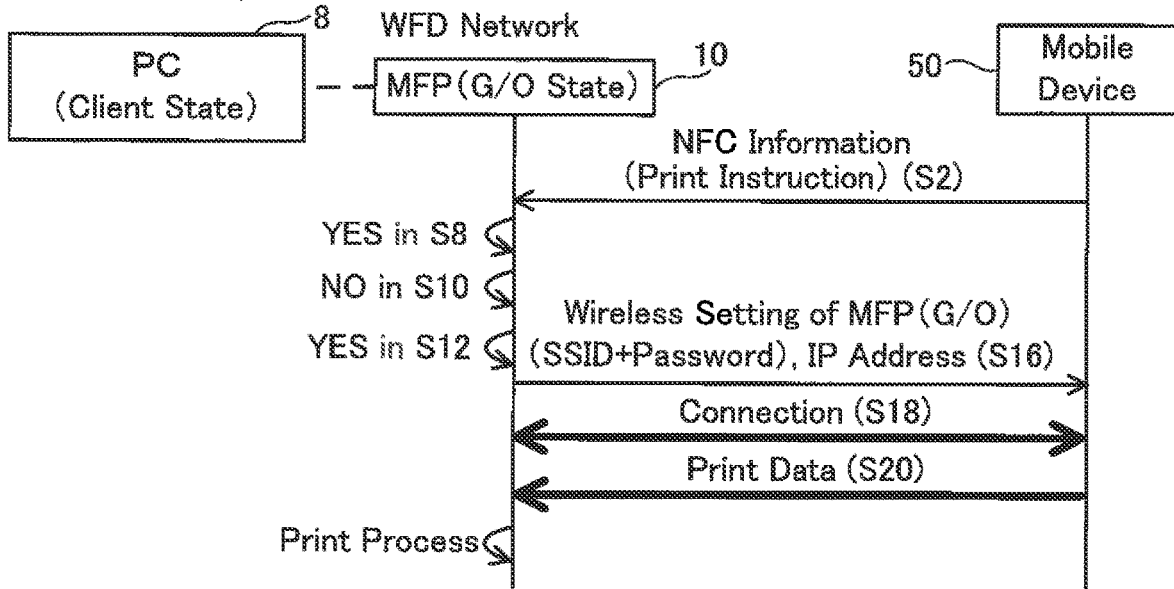 8
PC
(Client State)
WFD Network
MFP(G/O State)
10
50
Mobile
Device
NFC Information
(Print Instruction) (S2)
YES in S8
NO in S10
YES in S12
Wireless Setting of MFP(G/O)
(SSID+Password), IP Address (S16)
Connection (S18)
Print Data (S20)
Print Process